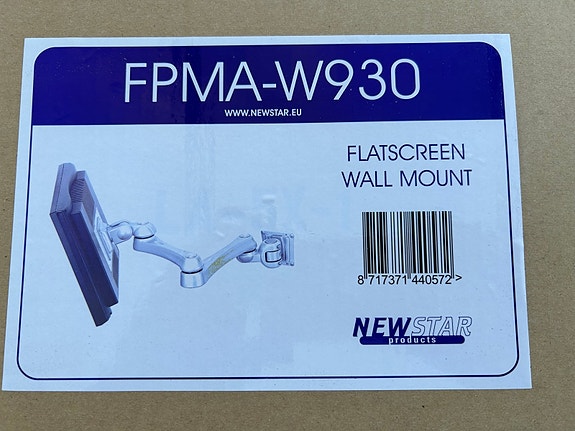 FPMA-W930
WWW.NEWSTAR.EU
FLATSCREEN
WALL MOUNT
8 717371 440572 >
NEWSTAR
products